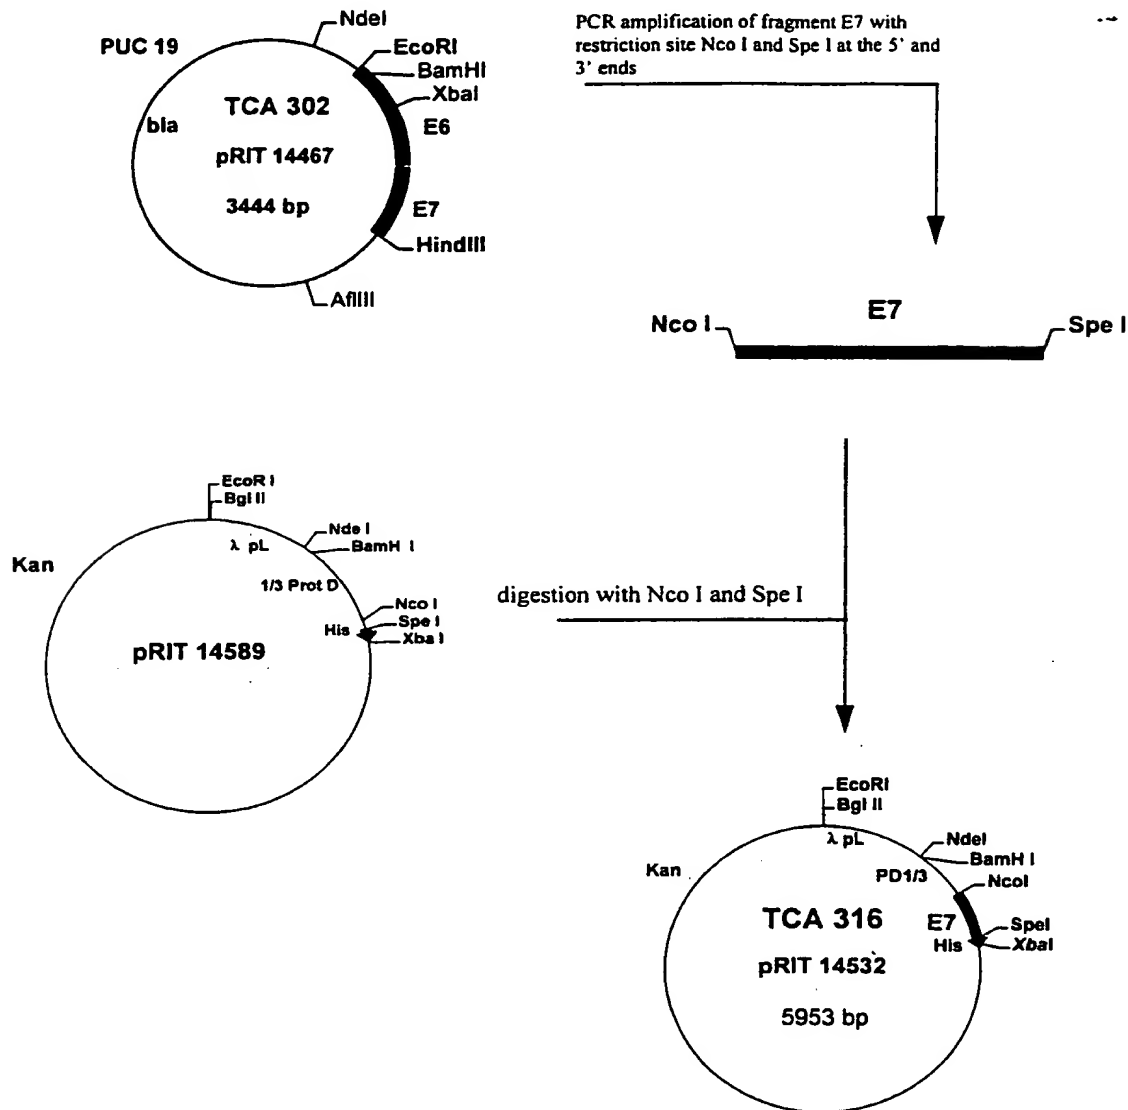 PUC 19
NdeI
EcoRI
BamHI
XbaI
TCA 302
bla
E6
pRIT 14467
3444 bp
E7
HindIII
AflIII
PCR amplification of fragment E7 with
restriction site Nco I and Spe I at the 5' and
3' ends
E7
Nco I
Spe I
EcoR I
Bgl II
Nde I
BamH I
λ pL
Kan
1/3 Prot D
Nco I
Spe I
His
Xba I
pRIT 14589
digestion with Nco I and Spe I
EcoRI
Bgl II
λ pL
NdeI
BamH I
Kan
PD1/3
NcoI
TCA 316
E7
SpeI
His
XbaI
pRIT 14532
5953 bp